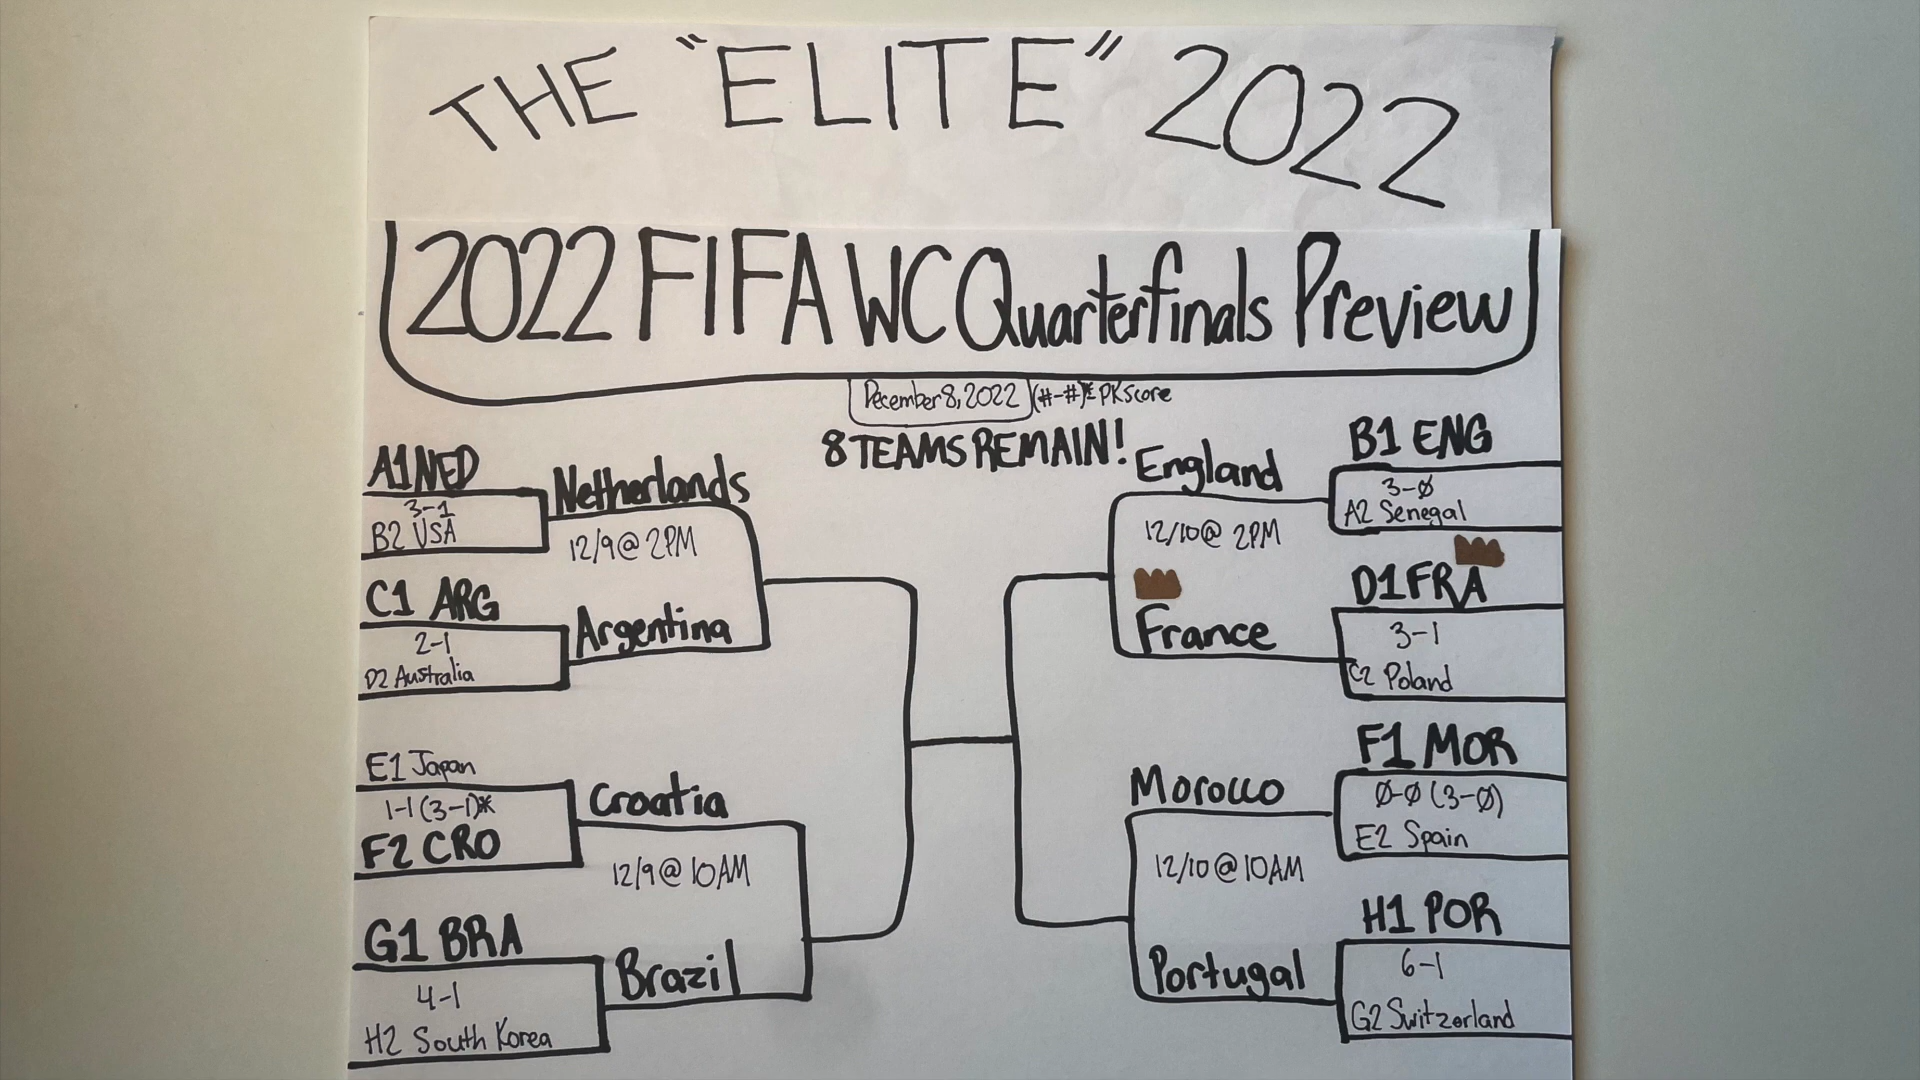 THE "ELITE" 2022
2022 FIFA WC Quarterfinals Preview
December 8, 2022 (#-#)*= PK Score
8 TEAMS REMAIN!
A1 NED
3-1
B2 USA
Netherlands
12/9 @ 2PM
C1 ARG
2-1
D2 Australia
Argentina
E1 Japan
1-1 (3-1)*
F2 CRO
Croatia
12/9 @ 10AM
G1 BRA
4-1
H2 South Korea
Brazil
England
12/10 @ 2PM
France
B1 ENG
3-0
A2 Senegal
D1 FRA
3-1
C2 Poland
Morocco
12/10 @ 10AM
Portugal
F1 MOR
0-0 (3-0)
E2 Spain
H1 POR
6-1
G2 Switzerland